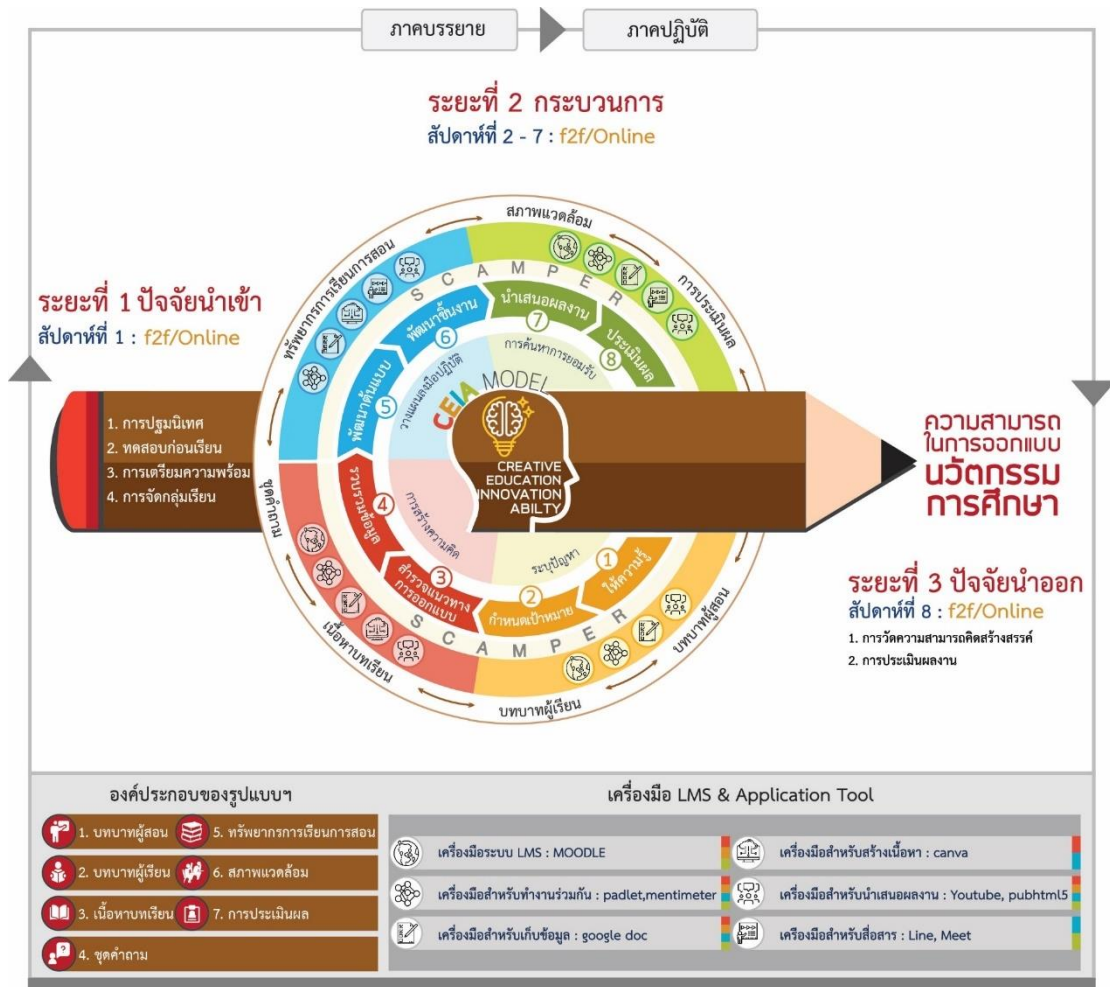 ภาคบรรยาย
ภาคปฏิบัติ
ระยะที่ 2 กระบวนการ
สัปดาห์ที่ 2 - 7 : f2f/Online
ระยะที่ 1 ปัจจัยนำเข้า
สัปดาห์ที่ 1 : f2f/Online
1. การปฐมนิเทศ
2. ทดสอบก่อนเรียน
3. การเตรียมความพร้อม
4. การจัดกลุ่มเรียน
สภาพแวดล้อม
การประเมินผล
บทบาทผู้สอน
บทบาทผู้เรียน
เนื้อหาบทเรียน
ชุดคำถาม
ทรัพยากรการเรียนการสอน
SCAMPER
SCAMPER
1 ให้ความรู้
2 กำหนดเป้าหมาย
3 สำรวจแนวทาง
การออกแบบ
4 รวบรวมข้อมูล
5 พัฒนาต้นแบบ
6 พัฒนาชิ้นงาน
7 นำเสนอผลงาน
8 ประเมินผล
ระบุปัญหา
การสร้างความคิด
วางแผนลงมือปฏิบัติ
การค้นหาการยอมรับ
CEIA MODEL
CREATIVE
EDUCATION
INNOVATION
ABILTY
ความสามารถ
ในการออกแบบ
นวัตกรรม
การศึกษา
ระยะที่ 3 ปัจจัยนำออก
สัปดาห์ที่ 8 : f2f/Online
1. การวัดความสามารถคิดสร้างสรรค์
2. การประเมินผลงาน
องค์ประกอบของรูปแบบฯ
1. บทบาทผู้สอน
2. บทบาทผู้เรียน
3. เนื้อหาบทเรียน
4. ชุดคำถาม
5. ทรัพยากรการเรียนการสอน
6. สภาพแวดล้อม
7. การประเมินผล
เครื่องมือ LMS & Application Tool
เครื่องมือระบบ LMS : MOODLE
เครื่องมือสำหรับทำงานร่วมกัน : padlet,mentimeter
เครื่องมือสำหรับเก็บข้อมูล : google doc
เครื่องมือสำหรับสร้างเนื้อหา : canva
เครื่องมือสำหรับนำเสนอผลงาน : Youtube, pubhtml5
เครืองมือสำหรับสื่อสาร : Line, Meet